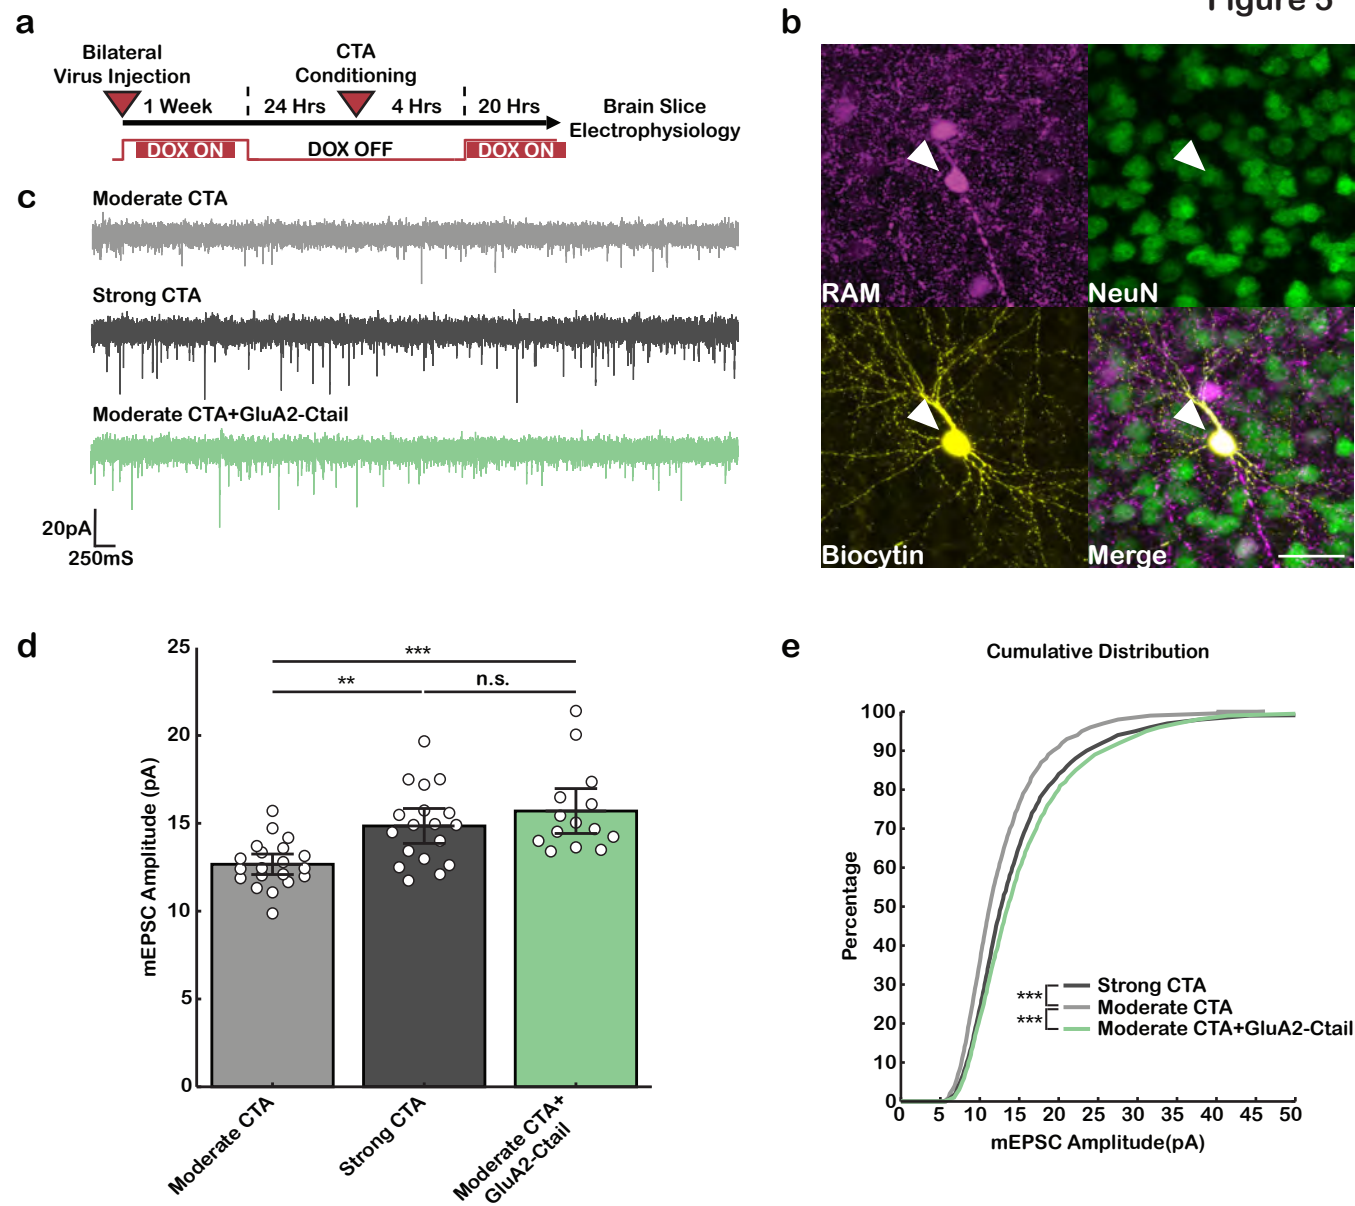 Figure 5
a
Bilateral
Virus Injection
CTA
Conditioning
1 Week
24 Hrs
4 Hrs
20 Hrs
Brain Slice
Electrophysiology
DOX ON
DOX OFF
DOX ON
b
RAM
NeuN
Biocytin
Merge
c
Moderate CTA
Strong CTA
Moderate CTA+GluA2-Ctail
20pA
250mS
d
25
20
15
10
5
0
mEPSC Amplitude (pA)
***
**
n.s.
Moderate CTA
Strong CTA
Moderate CTA+
GluA2-Ctail
e
Cumulative Distribution
100
90
80
70
60
50
40
30
20
10
0
Percentage
*** Strong CTA
Moderate CTA
*** Moderate CTA+GluA2-Ctail
0 5 10 15 20 25 30 35 40 45 50
mEPSC Amplitude(pA)